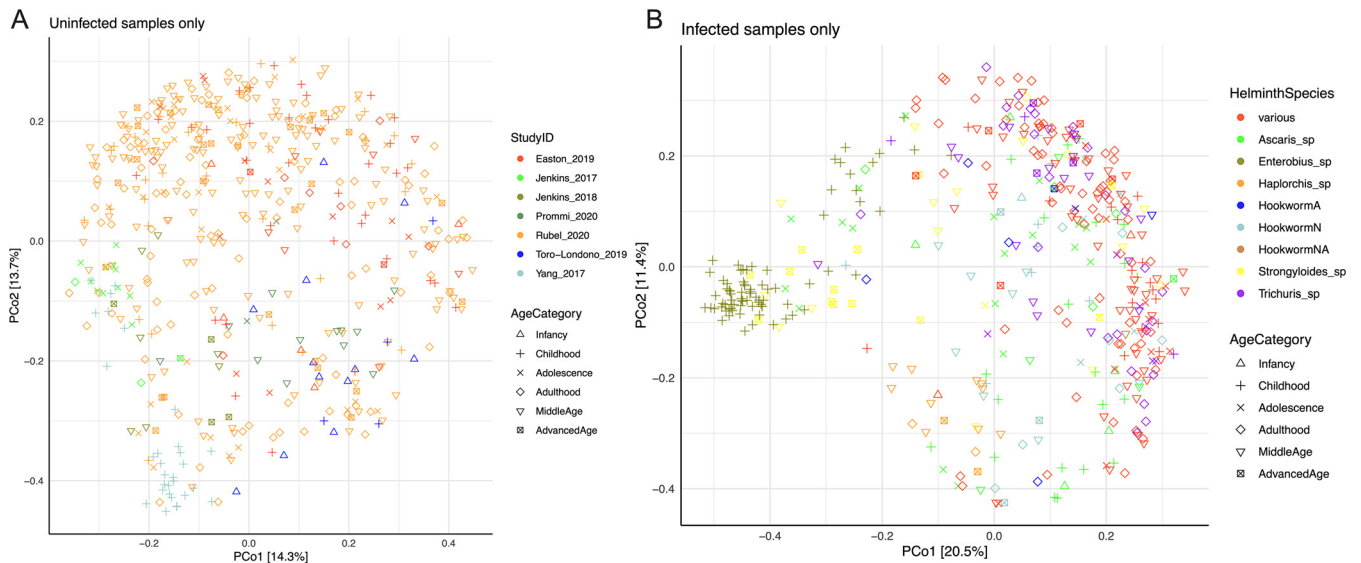 A
Uninfected samples only
0.2
0.0
−0.2
−0.4
PCo2 [13.7%]
−0.2
0.0
0.2
0.4
PCo1 [14.3%]
StudyID
Easton_2019
Jenkins_2017
Jenkins_2018
Prommi_2020
Rubel_2020
Toro−Londono_2019
Yang_2017
AgeCategory
Infancy
Childhood
Adolescence
Adulthood
MiddleAge
AdvancedAge
B
Infected samples only
0.2
0.0
−0.2
−0.4
PCo2 [11.4%]
−0.4
−0.2
0.0
0.2
PCo1 [20.5%]
HelminthSpecies
various
Ascaris_sp
Enterobius_sp
Haplorchis_sp
HookwormA
HookwormN
HookwormNA
Strongyloides_sp
Trichuris_sp
AgeCategory
Infancy
Childhood
Adolescence
Adulthood
MiddleAge
AdvancedAge